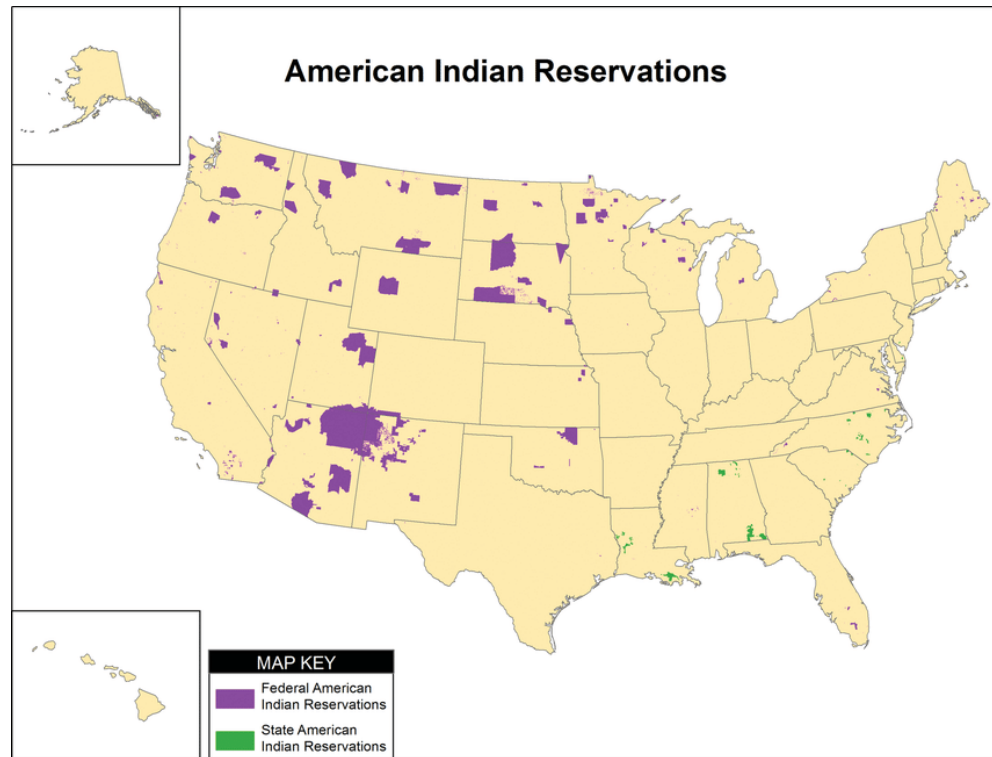 American Indian Reservations
MAP KEY
Federal American
Indian Reservations
State American
Indian Reservations